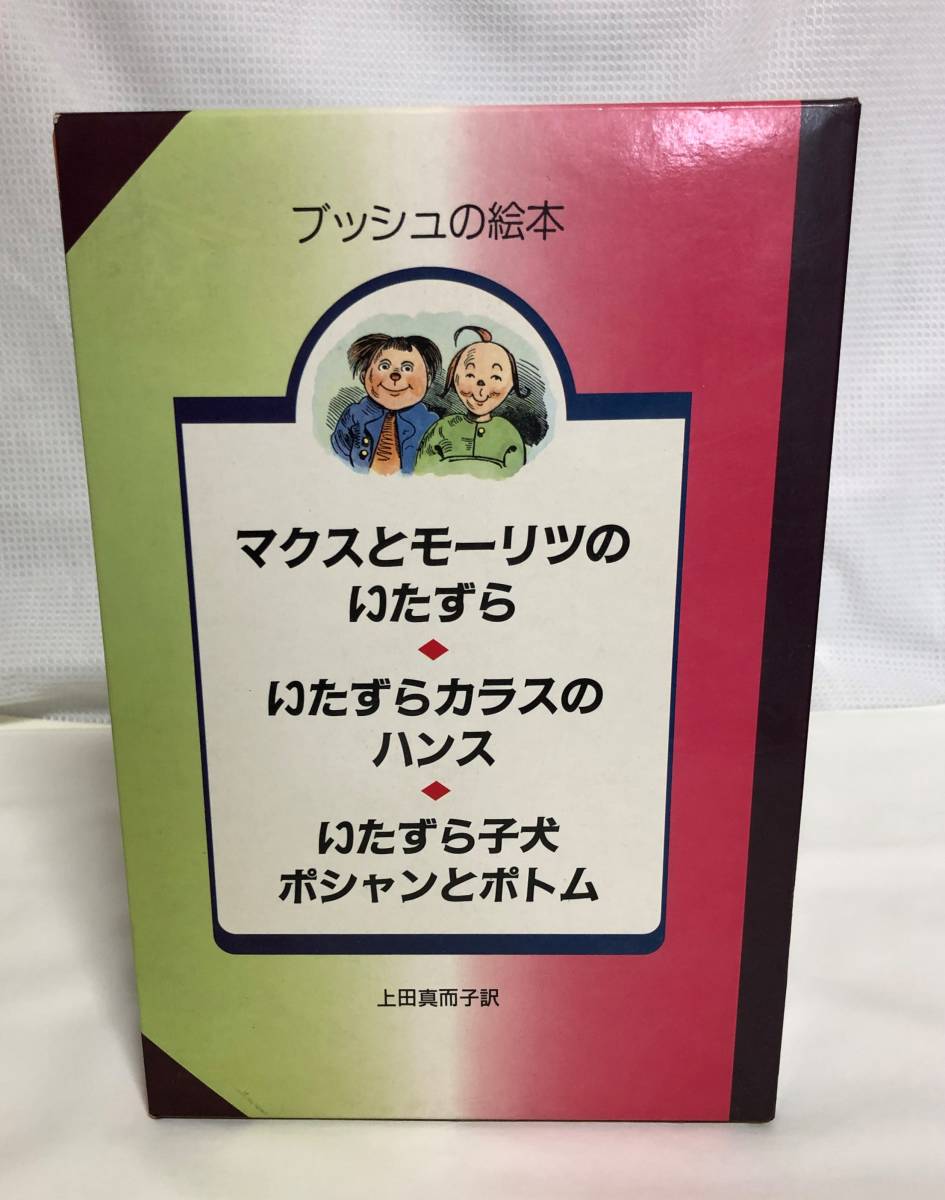 ブッシュの絵本
マクスとモーリツの
いたずら
いたずらカラスの
ハンス
いたずら子犬
ポシャンとポトム
上田真而子訳